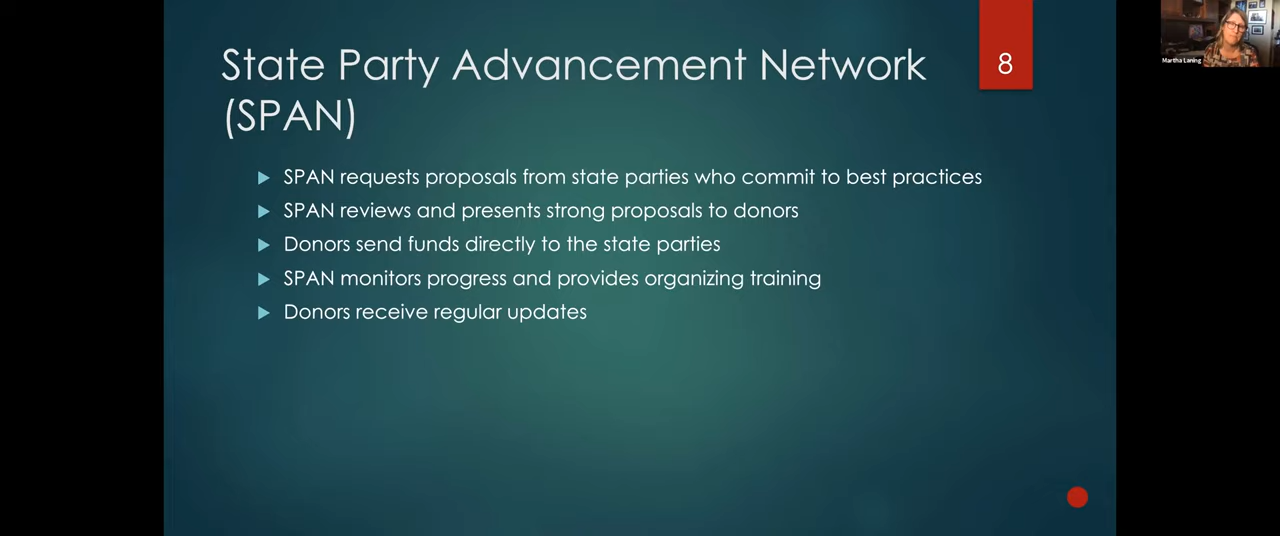 State Party Advancement Network
(SPAN)
8
SPAN requests proposals from state parties who commit to best practices
SPAN reviews and presents strong proposals to donors
Donors send funds directly to the state parties
SPAN monitors progress and provides organizing training
Donors receive regular updates
Martha Laning